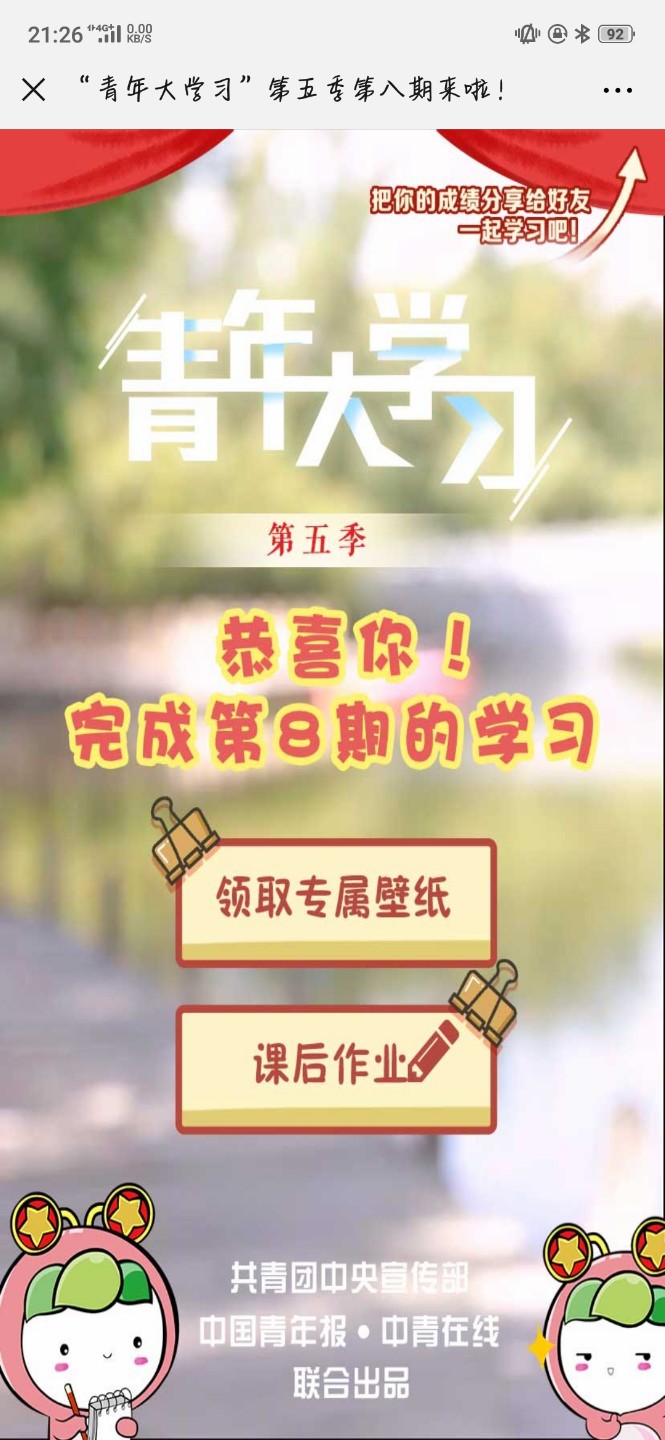 21:26 4G+ 0.00 KB/S 92
“青年大学习”第五季第八期来啦！
把你的成绩分享给好友
一起学习吧！
青年大学习
第五季
恭喜你！
完成第8期的学习
领取专属壁纸
课后作业
共青团中央宣传部
中国青年报•中青在线
联合出品